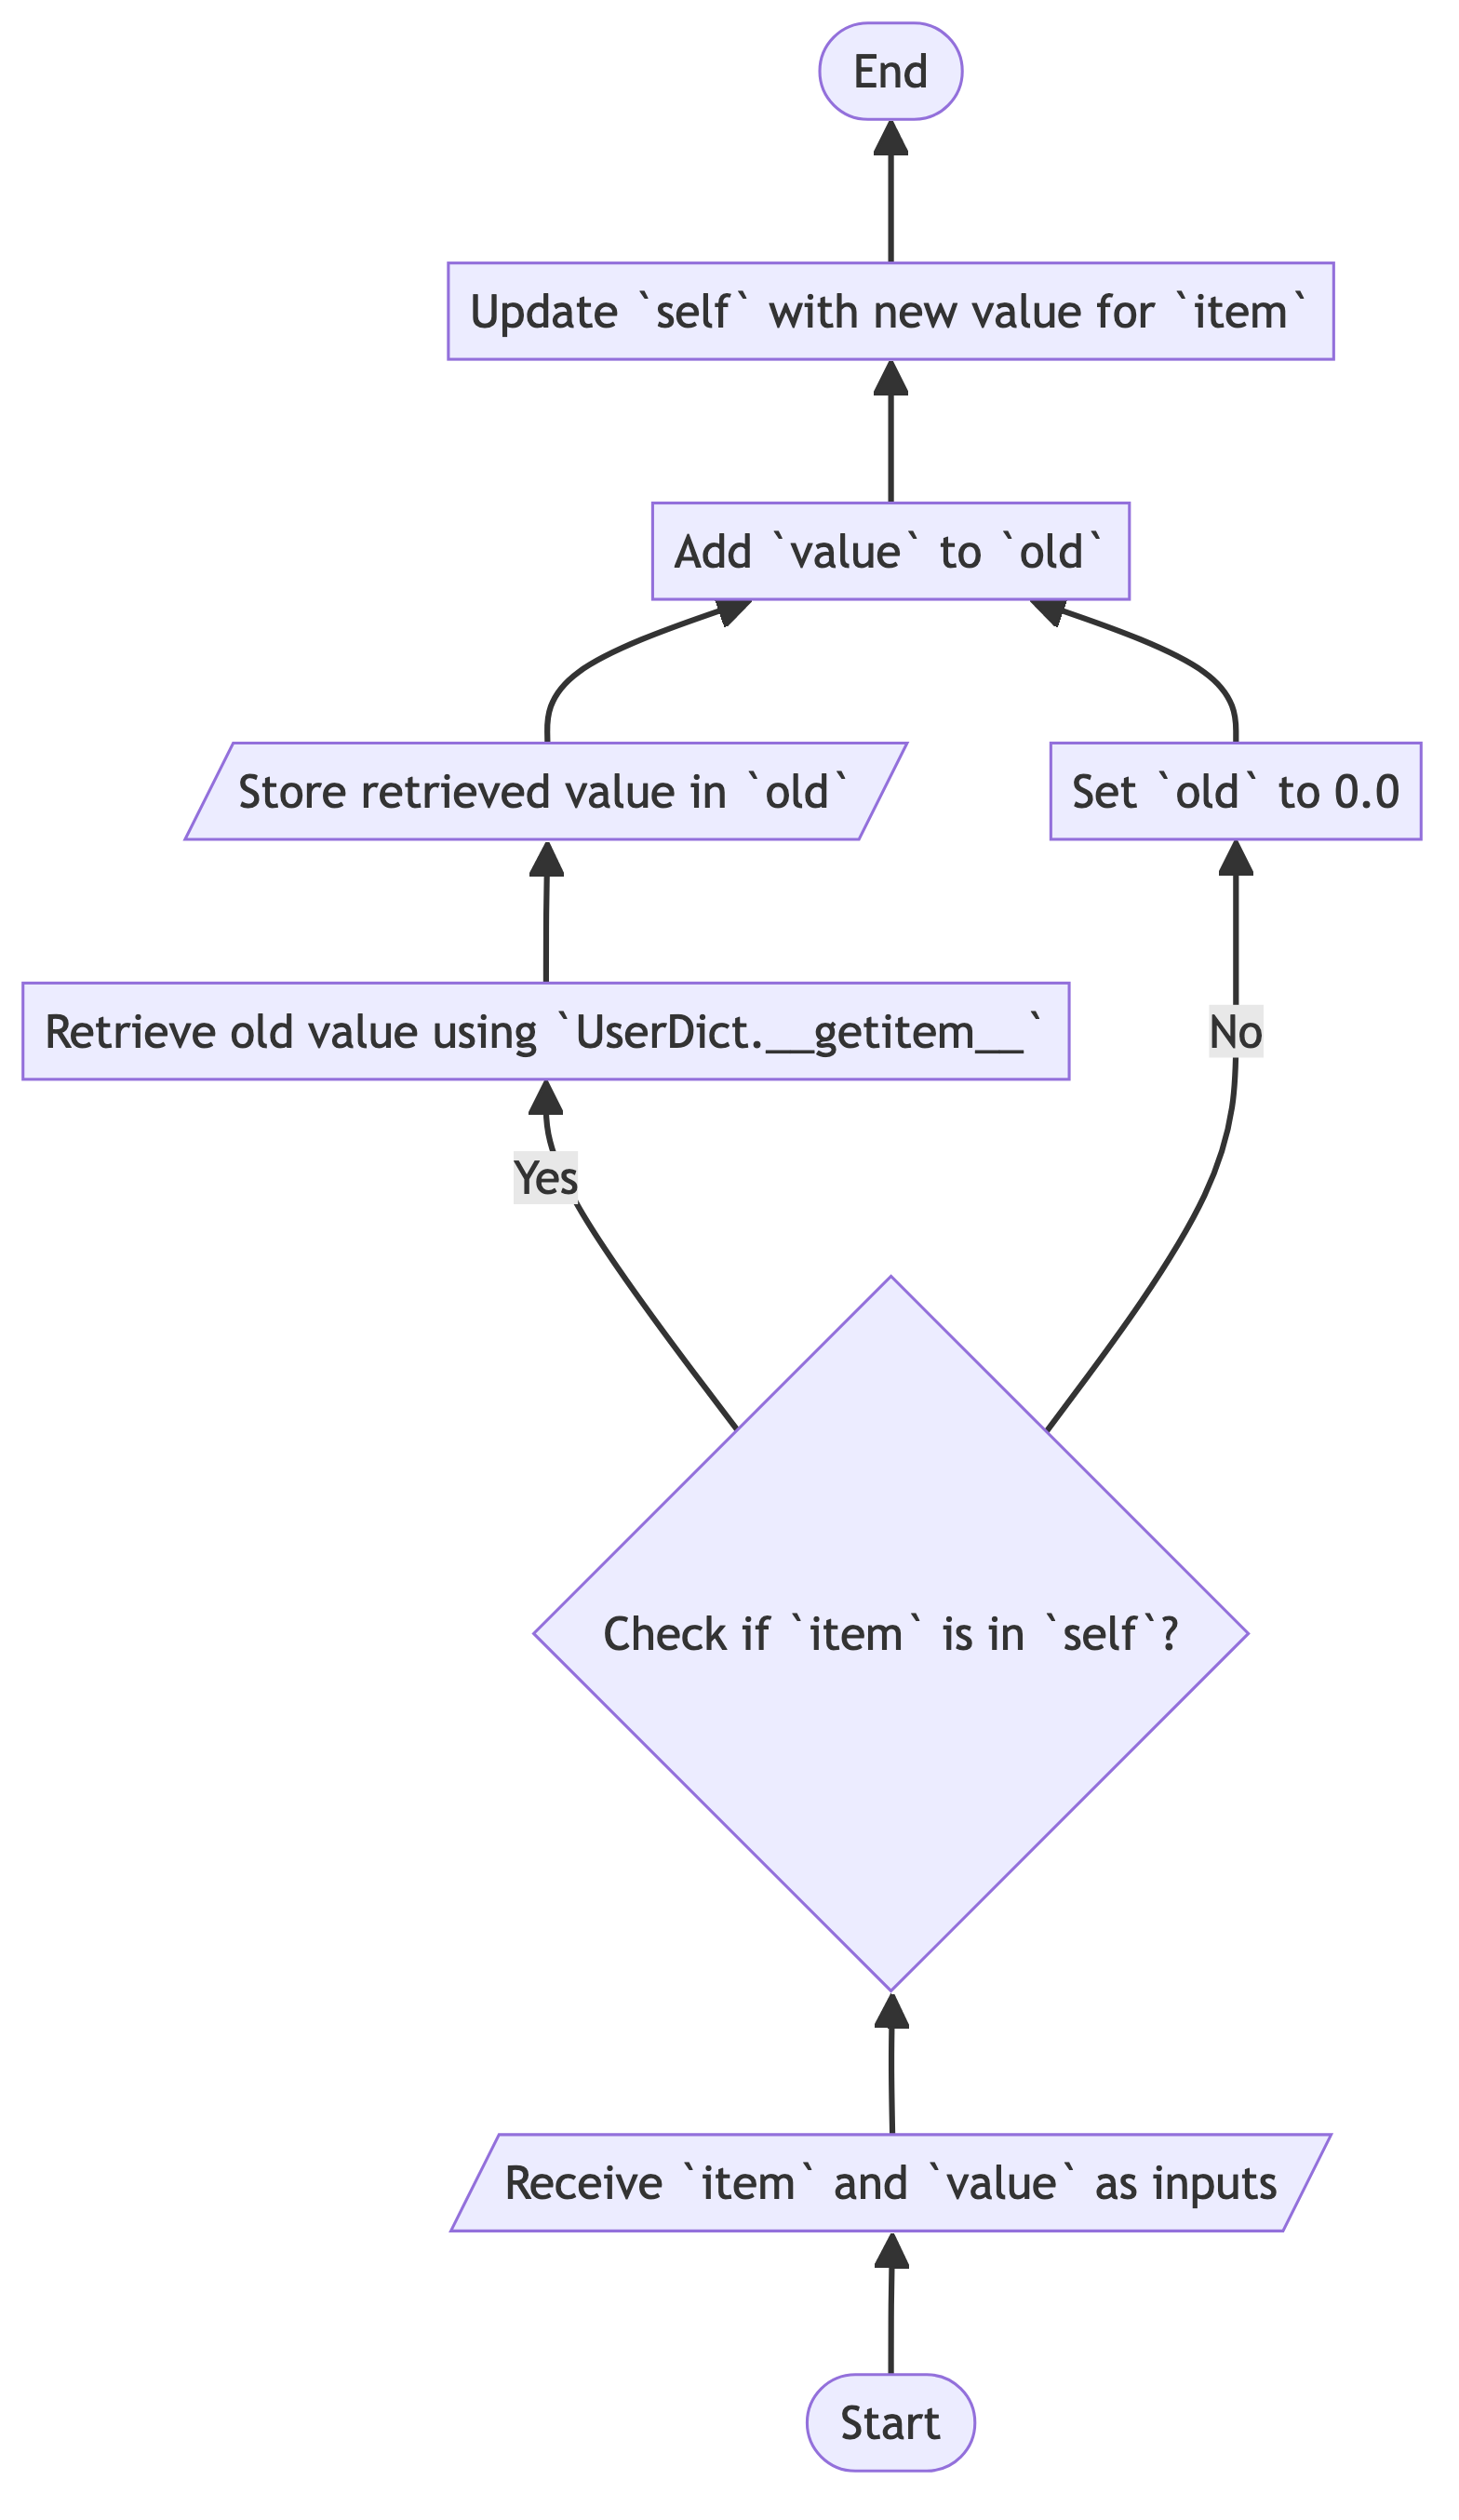 End
Update `self` with new value for `item`
Add `value` to `old`
Store retrieved value in `old`
Set `old` to 0.0
Retrieve old value using `UserDict.__getitem__`
No
Yes
Check if `item` is in `self`?
Receive `item` and `value` as inputs
Start